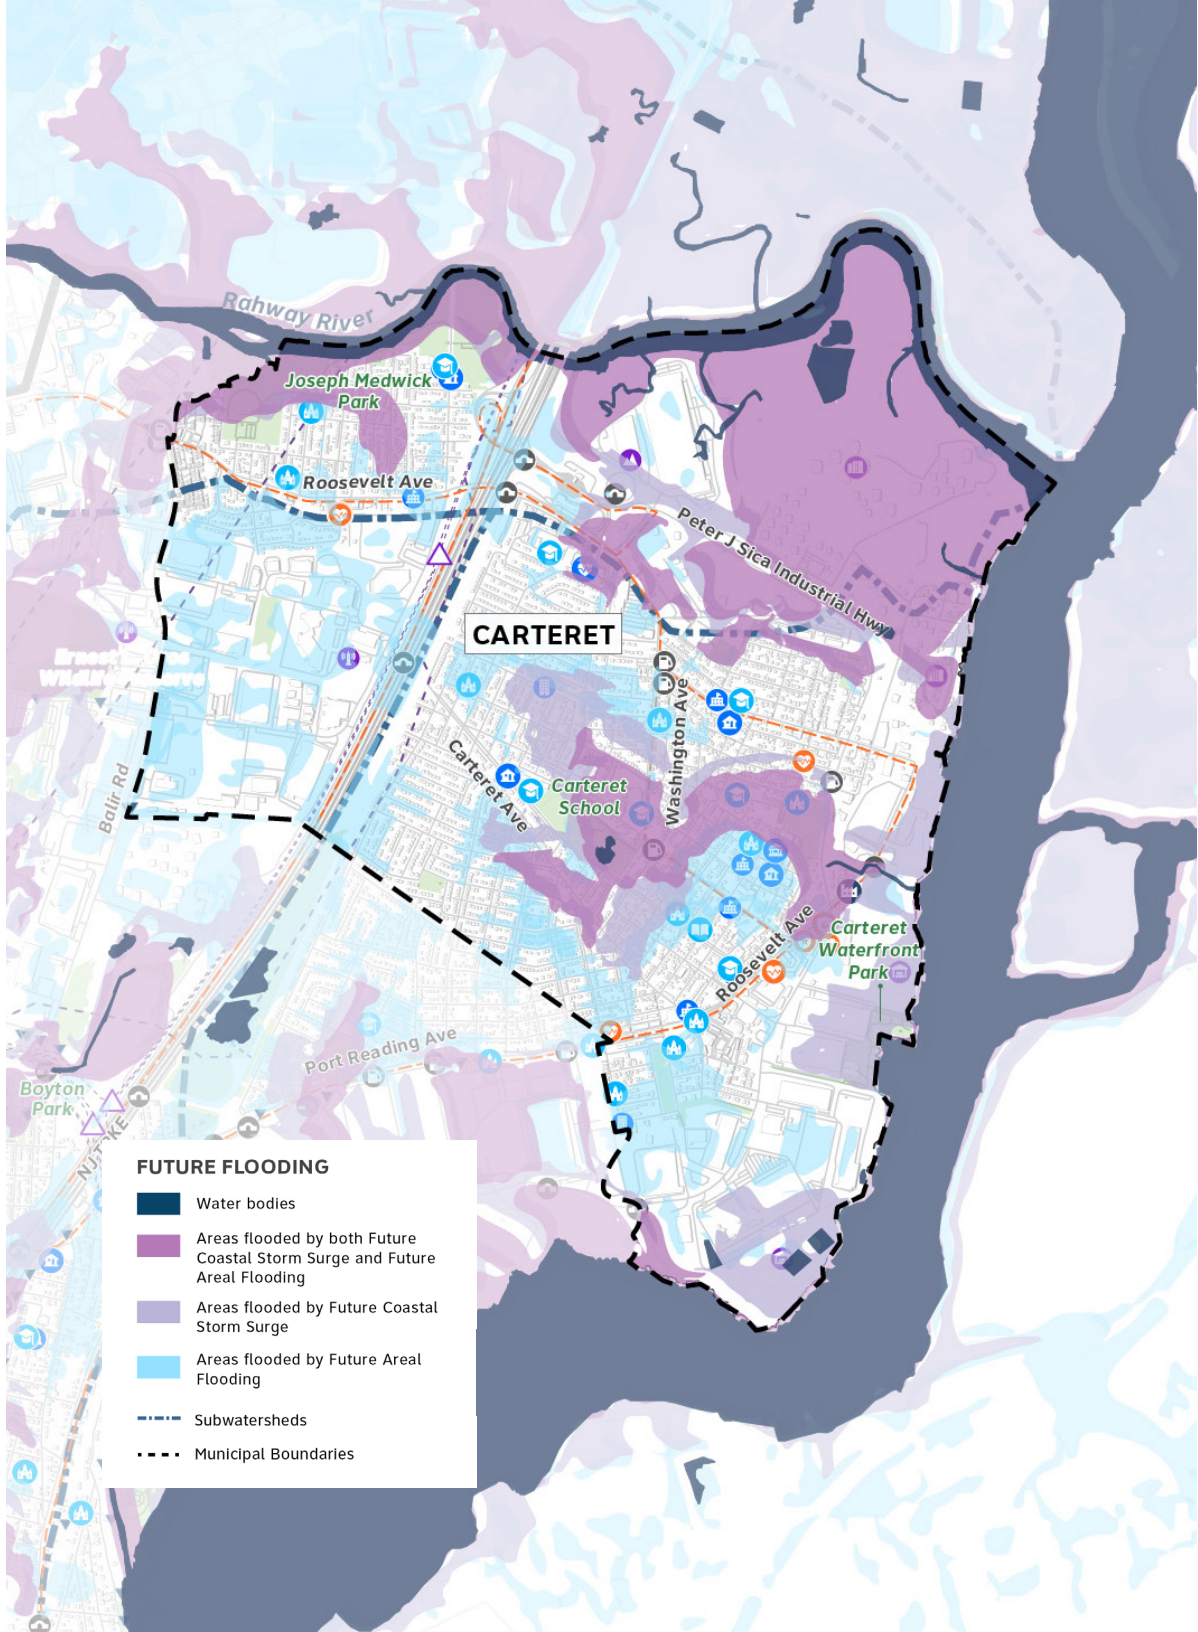 Rahway River
Joseph Medwick
Park
Roosevelt Ave
Peter J Sica Industrial Hwy
CARTERET
Balir Rd
Carteret Ave
Carteret
School
Washington Ave
Roosevelt Ave
Carteret
Waterfront
Park
Port Reading Ave
Boyton
Park
FUTURE FLOODING
Water bodies
Areas flooded by both Future
Coastal Storm Surge and Future
Areal Flooding
Areas flooded by Future Coastal
Storm Surge
Areas flooded by Future Areal
Flooding
Subwatersheds
Municipal Boundaries